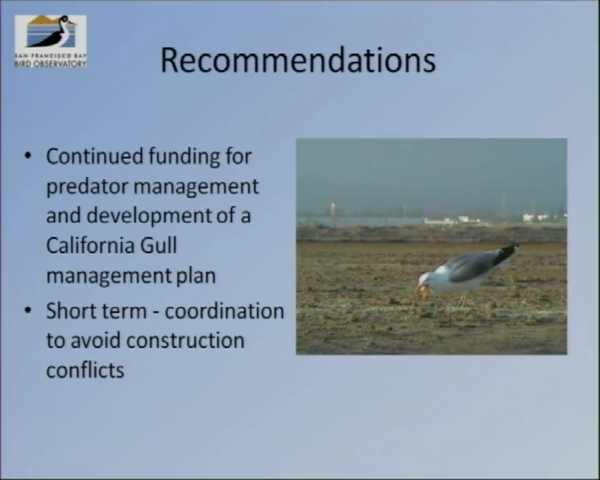 SAN FRANCISCO BAY
BIRD OBSERVATORY
Recommendations
• Continued funding for
predator management
and development of a
California Gull
management plan
• Short term - coordination
to avoid construction
conflicts